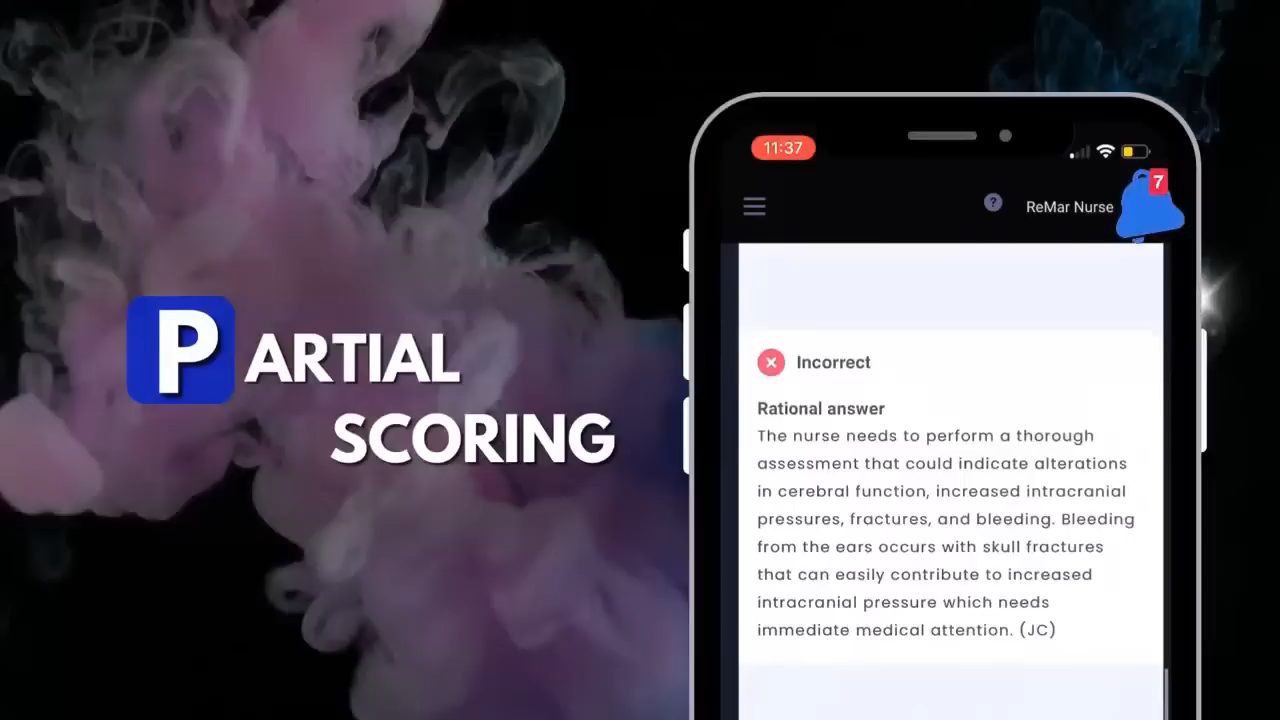 PARTIAL
SCORING
11:37
7
?
ReMar Nurse
Incorrect
Rational answer
The nurse needs to perform a thorough
assessment that could indicate alterations
in cerebral function, increased intracranial
pressures, fractures, and bleeding. Bleeding
from the ears occurs with skull fractures
that can easily contribute to increased
intracranial pressure which needs
immediate medical attention. (JC)